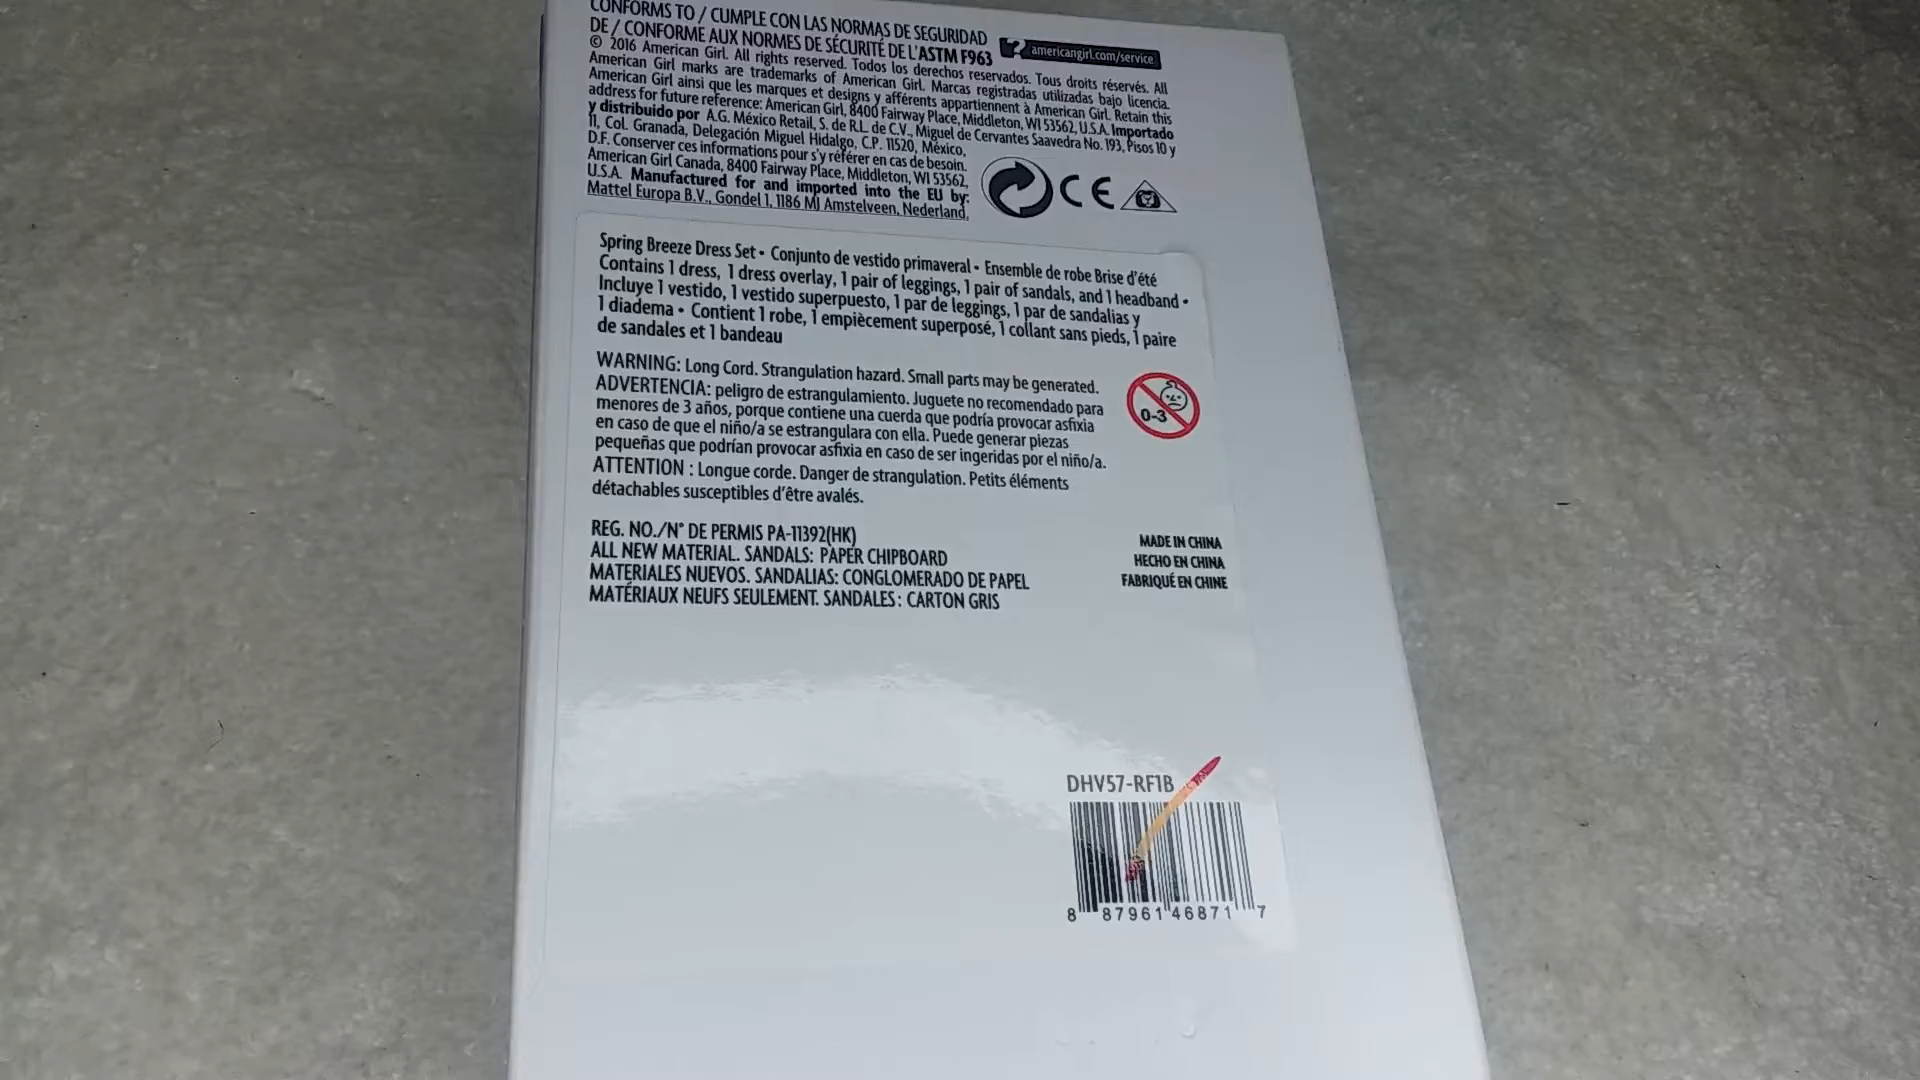 CONFORMS TO / CUMPLE CON LAS NORMAS DE SEGURIDAD
DE / CONFORME AUX NORMES DE SÉCURITÉ DE L'ASTM F963
? americangirl.com/service
© 2016 American Girl. All rights reserved. Todos los derechos reservados. Tous droits réservés. All
American Girl marks are trademarks of American Girl. Marcas registradas utilizadas bajo licencia.
American Girl ainsi que les marques et designs y afférents appartiennent à American Girl. Retain this
address for future reference: American Girl, 8400 Fairway Place, Middleton, WI 53562, U.S.A. Importado
y distribuido por A.G. México Retail, S. de R.L. de C.V., Miguel de Cervantes Saavedra No. 193, Pisos 10 y
11, Col. Granada, Delegación Miguel Hidalgo, C.P. 11520, México,
D.F. Conserver ces informations pour s'y référer en cas de besoin.
American Girl Canada, 8400 Fairway Place, Middleton, WI 53562,
U.S.A. Manufactured for and imported into the EU by:
Mattel Europa B.V., Gondel 1, 1186 MJ Amstelveen, Nederland.
CE
Spring Breeze Dress Set • Conjunto de vestido primaveral • Ensemble de robe Brise d'été
Contains 1 dress, 1 dress overlay, 1 pair of leggings, 1 pair of sandals, and 1 headband •
Incluye 1 vestido, 1 vestido superpuesto, 1 par de leggings, 1 par de sandalias y
1 diadema • Contient 1 robe, 1 empiècement superposé, 1 collant sans pieds, 1 paire
de sandales et 1 bandeau
WARNING: Long Cord. Strangulation hazard. Small parts may be generated.
ADVERTENCIA: peligro de estrangulamiento. Juguete no recomendado para
menores de 3 años, porque contiene una cuerda que podría provocar asfixia
en caso de que el niño/a se estrangulara con ella. Puede generar piezas
pequeñas que podrían provocar asfixia en caso de ser ingeridas por el niño/a.
ATTENTION : Longue corde. Danger de strangulation. Petits éléments
détachables susceptibles d'être avalés.
0-3
REG. NO./N° DE PERMIS PA-11392(HK)
ALL NEW MATERIAL. SANDALS: PAPER CHIPBOARD
MATERIALES NUEVOS. SANDALIAS: CONGLOMERADO DE PAPEL
MATÉRIAUX NEUFS SEULEMENT. SANDALES : CARTON GRIS
MADE IN CHINA
HECHO EN CHINA
FABRIQUÉ EN CHINE
DHV57-RF1B
8 87961 46871 7